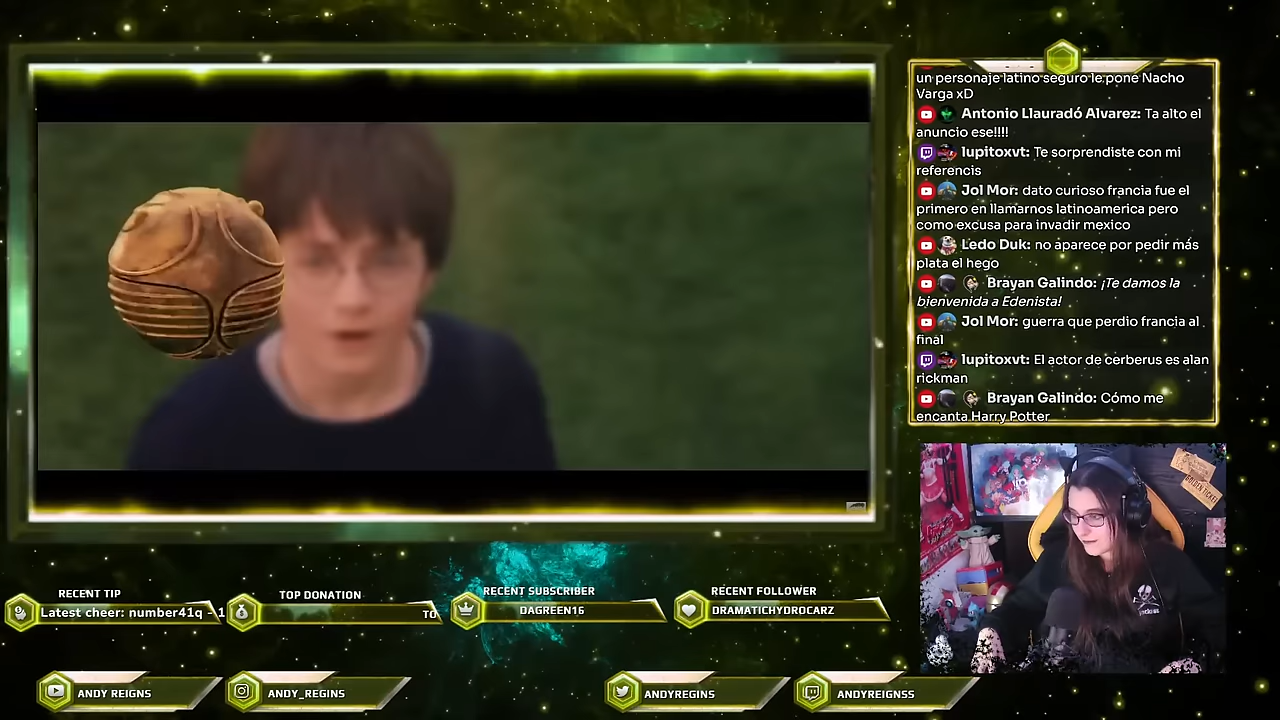 un personaje latino seguro le pone Nacho
Varga xD
Antonio Llauradó Alvarez: Ta alto el
anuncio ese!!!!
lupitoxvt: Te sorprendiste con mi
referencis
Jol Mor: dato curioso francia fue el
primero en llamarnos latinoamerica pero
como excusa para invadir mexico
Ledo Duk: no aparece por pedir más
plata el hego
Brayan Galindo: ¡Te damos la
bienvenida a Edenista!
Jol Mor: guerra que perdio francia al
final
lupitoxvt: El actor de cerberus es alan
rickman
Brayan Galindo: Cómo me
encanta Harry Potter
RECENT TIP
Latest cheer: number41q - 1
TOP DONATION
TO
RECENT SUBSCRIBER
DAGREEN16
RECENT FOLLOWER
DRAMATICHYDROCARZ
ANDY REIGNS
ANDY_REGINS
ANDYREGINS
ANDYREIGNSS